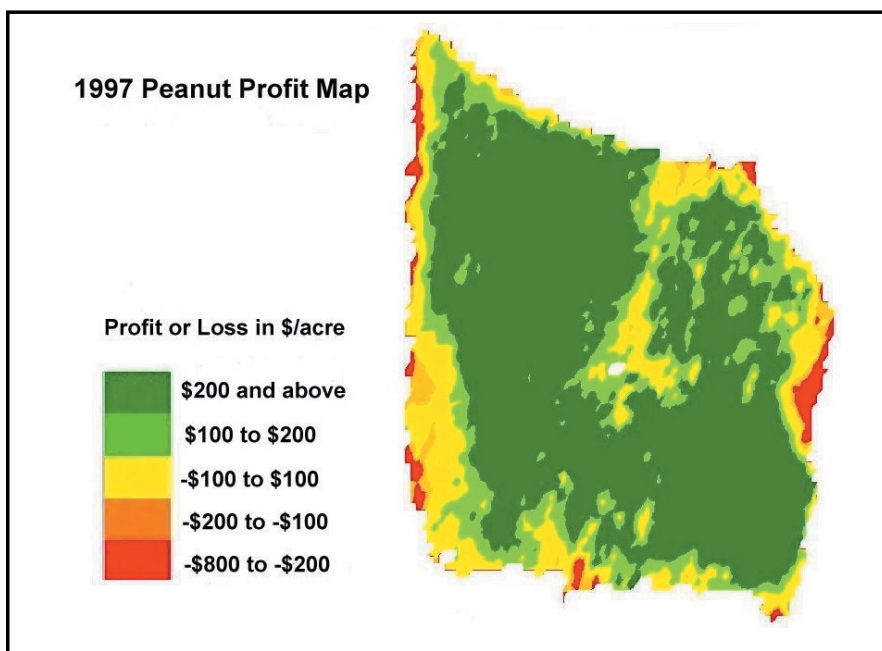 1997 Peanut Profit Map
Profit or Loss in $/acre
$200 and above
$100 to $200
-$100 to $100
-$200 to -$100
-$800 to -$200